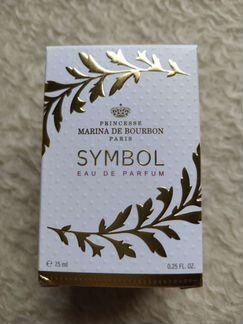 PRINCESSE
MARINA DE BOURBON
PARIS
SYMBOL
EAU DE PARFUM
℮ 7.5 ml 0.25 FL. OZ.